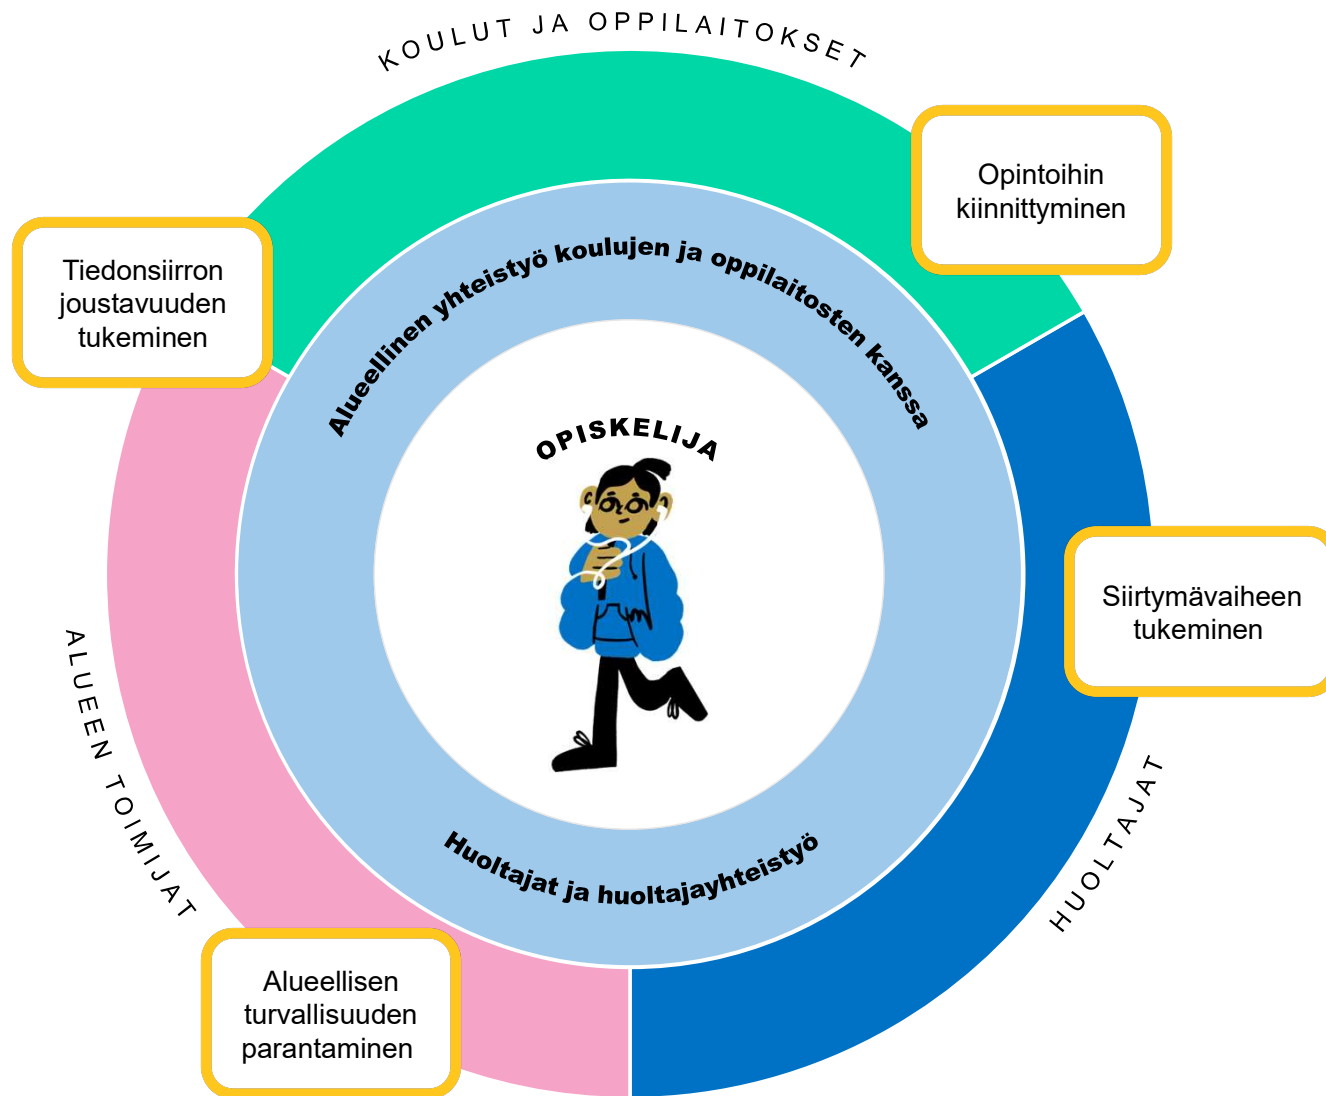 KOULUT JA OPPILAITOKSET
Opintoihin
kiinnittyminen
Tiedonsiirron
joustavuuden
tukeminen
Alueellinen yhteistyö koulujen ja oppilaitosten kanssa
OPISKELIJA
Siirtymävaiheen
tukeminen
ALUEEN TOIMIJAT
HUOLTAJAT
Huoltajat ja huoltajayhteistyö
Alueellisen
turvallisuuden
parantaminen